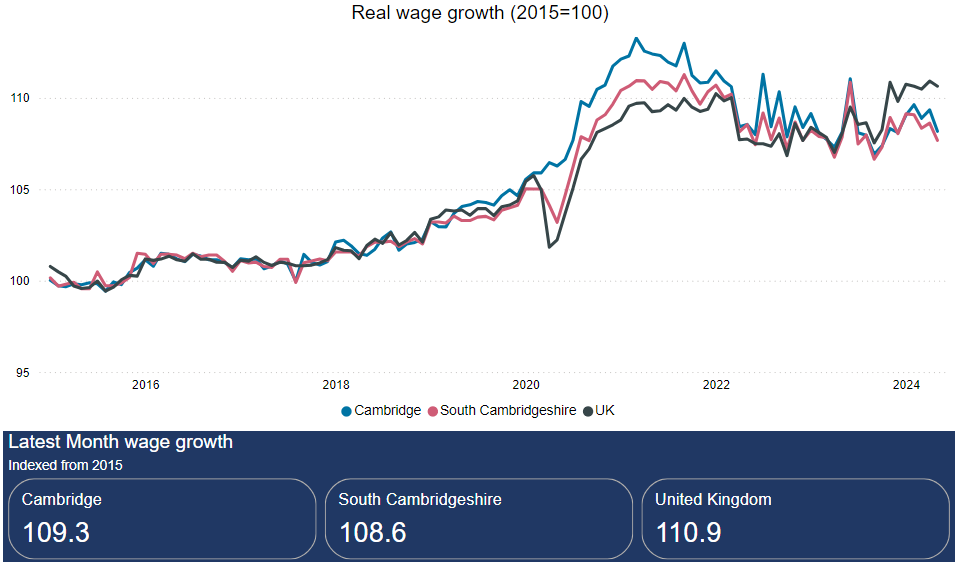 Real wage growth (2015=100)
110
105
100
95
2016 2018 2020 2022 2024
Cambridge South Cambridgeshire UK
Latest Month wage growth
Indexed from 2015
Cambridge South Cambridgeshire United Kingdom
109.3 108.6 110.9